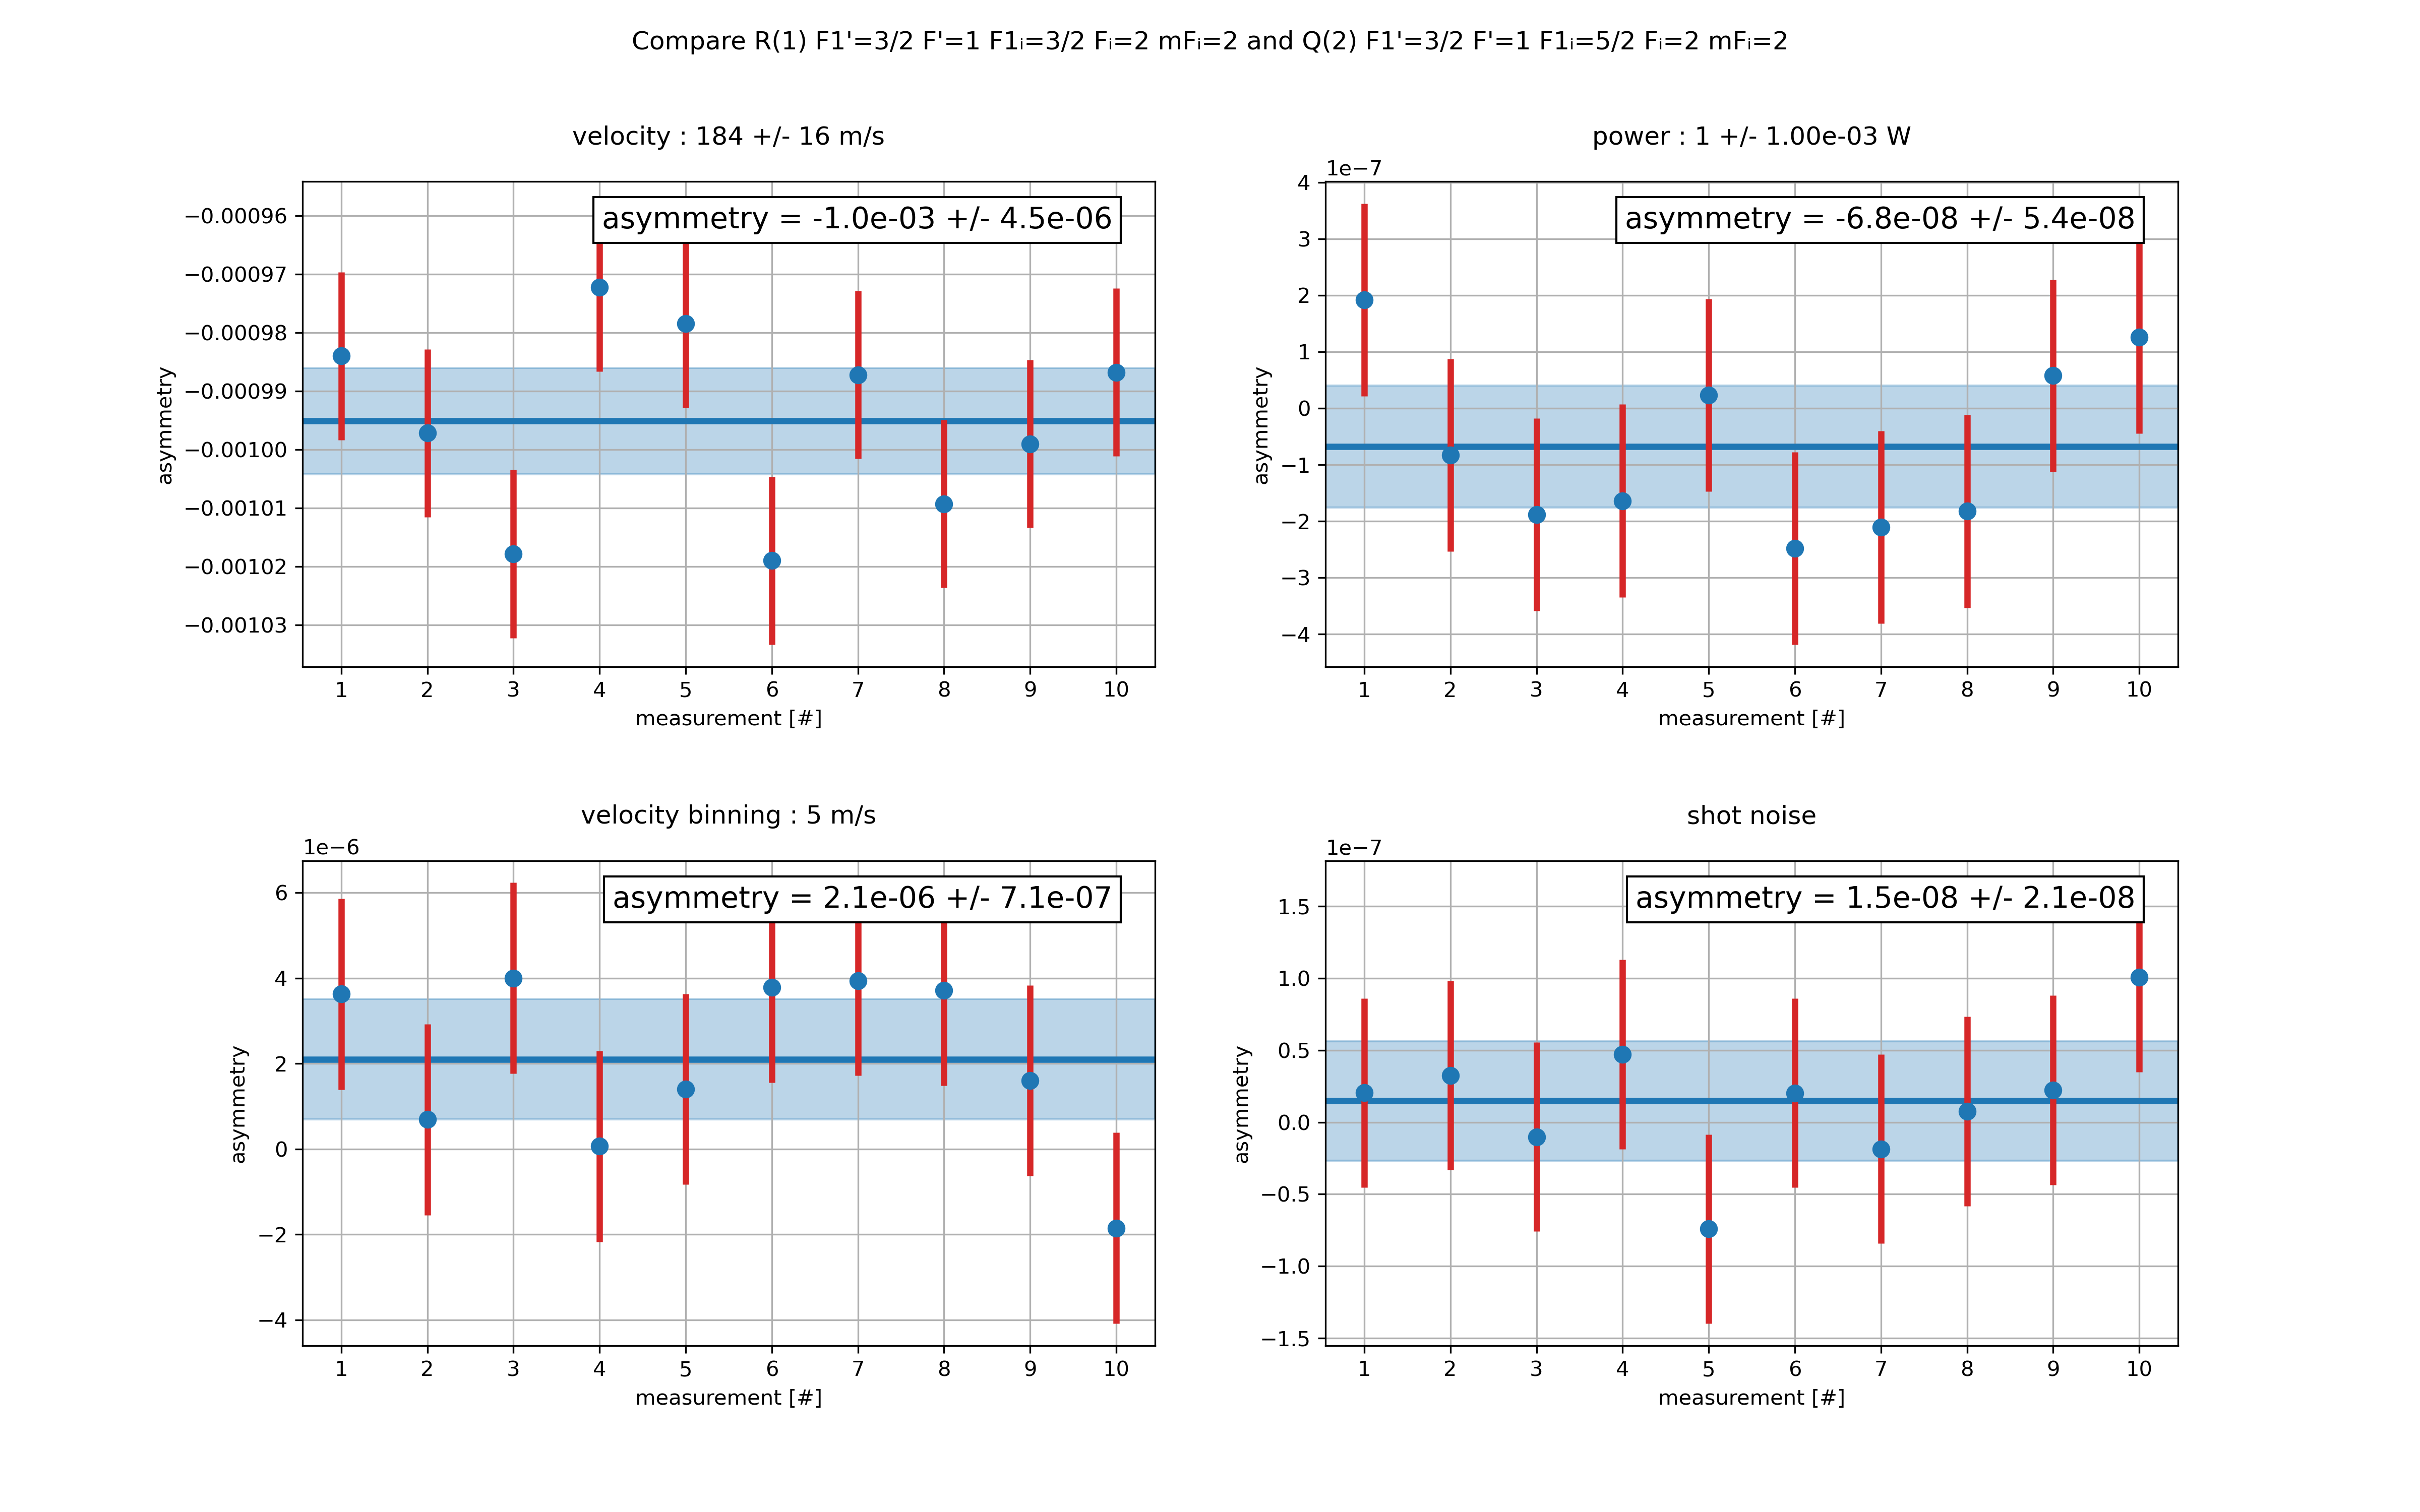 Compare R(1) F1'=3/2 F'=1 F1ᵢ=3/2 Fᵢ=2 mFᵢ=2 and Q(2) F1'=3/2 F'=1 F1ᵢ=5/2 Fᵢ=2 mFᵢ=2
velocity : 184 +/- 16 m/s
asymmetry = -1.0e-03 +/- 4.5e-06
−0.00096
−0.00097
−0.00098
−0.00099
−0.00100
−0.00101
−0.00102
−0.00103
asymmetry
1 2 3 4 5 6 7 8 9 10
measurement [#]
power : 1 +/- 1.00e-03 W
1e−7
asymmetry = -6.8e-08 +/- 5.4e-08
4
3
2
1
0
−1
−2
−3
−4
asymmetry
1 2 3 4 5 6 7 8 9 10
measurement [#]
velocity binning : 5 m/s
1e−6
asymmetry = 2.1e-06 +/- 7.1e-07
6
4
2
0
−2
−4
asymmetry
1 2 3 4 5 6 7 8 9 10
measurement [#]
shot noise
1e−7
asymmetry = 1.5e-08 +/- 2.1e-08
1.5
1.0
0.5
0.0
−0.5
−1.0
−1.5
asymmetry
1 2 3 4 5 6 7 8 9 10
measurement [#]